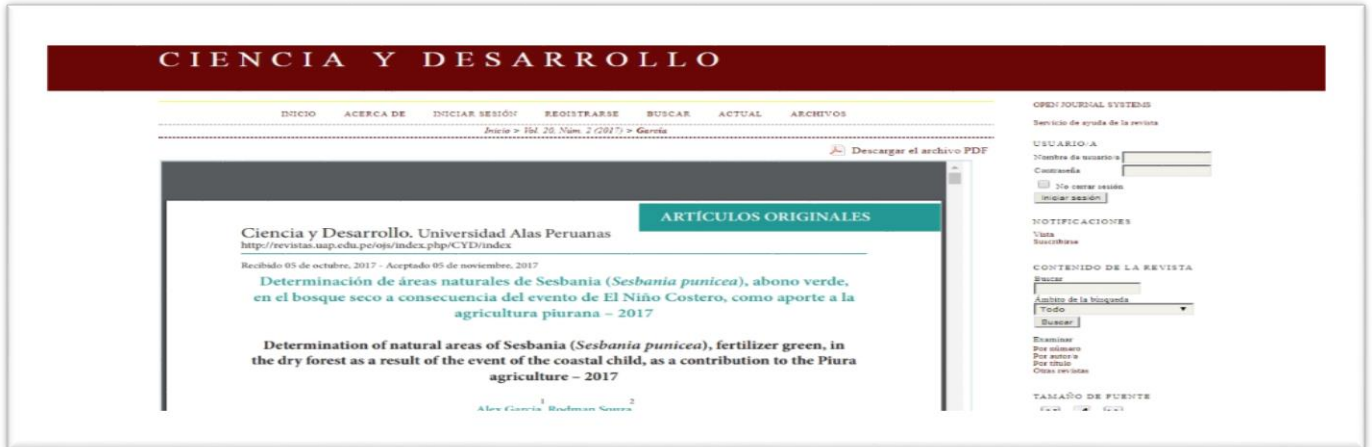 CIENCIA Y DESARROLLO
INICIO ACERCA DE INICIAR SESIÓN REGISTRARSE BUSCAR ACTUAL ARCHIVOS
Inicio > Vol. 20, Núm. 2 (2017) > García
Descargar el archivo PDF
ARTÍCULOS ORIGINALES
Ciencia y Desarrollo. Universidad Alas Peruanas
http://revistas.uap.edu.pe/ojs/index.php/CYD/index
Recibido 05 de octubre, 2017 - Aceptado 05 de noviembre, 2017
Determinación de áreas naturales de Sesbania (Sesbania punicea), abono verde,
en el bosque seco a consecuencia del evento de El Niño Costero, como aporte a la
agricultura piurana – 2017
Determination of natural areas of Sesbania (Sesbania punicea), fertilizer green, in
the dry forest as a result of the event of the coastal child, as a contribution to the Piura
agriculture – 2017
1 2
Alex García, Rodman
OPEN JOURNAL SYSTEMS
Servicio de ayuda de la revista
USUARIO/A
Nombre de usuario/a
Contraseña
No cerrar sesión
Iniciar sesión
NOTIFICACIONES
Vista
Suscribirse
CONTENIDO DE LA REVISTA
Buscar
Ámbito de la búsqueda
Todo
Buscar
Examinar
Por número
Por autor/a
Por título
Otras revistas
TAMAÑO DE FUENTE